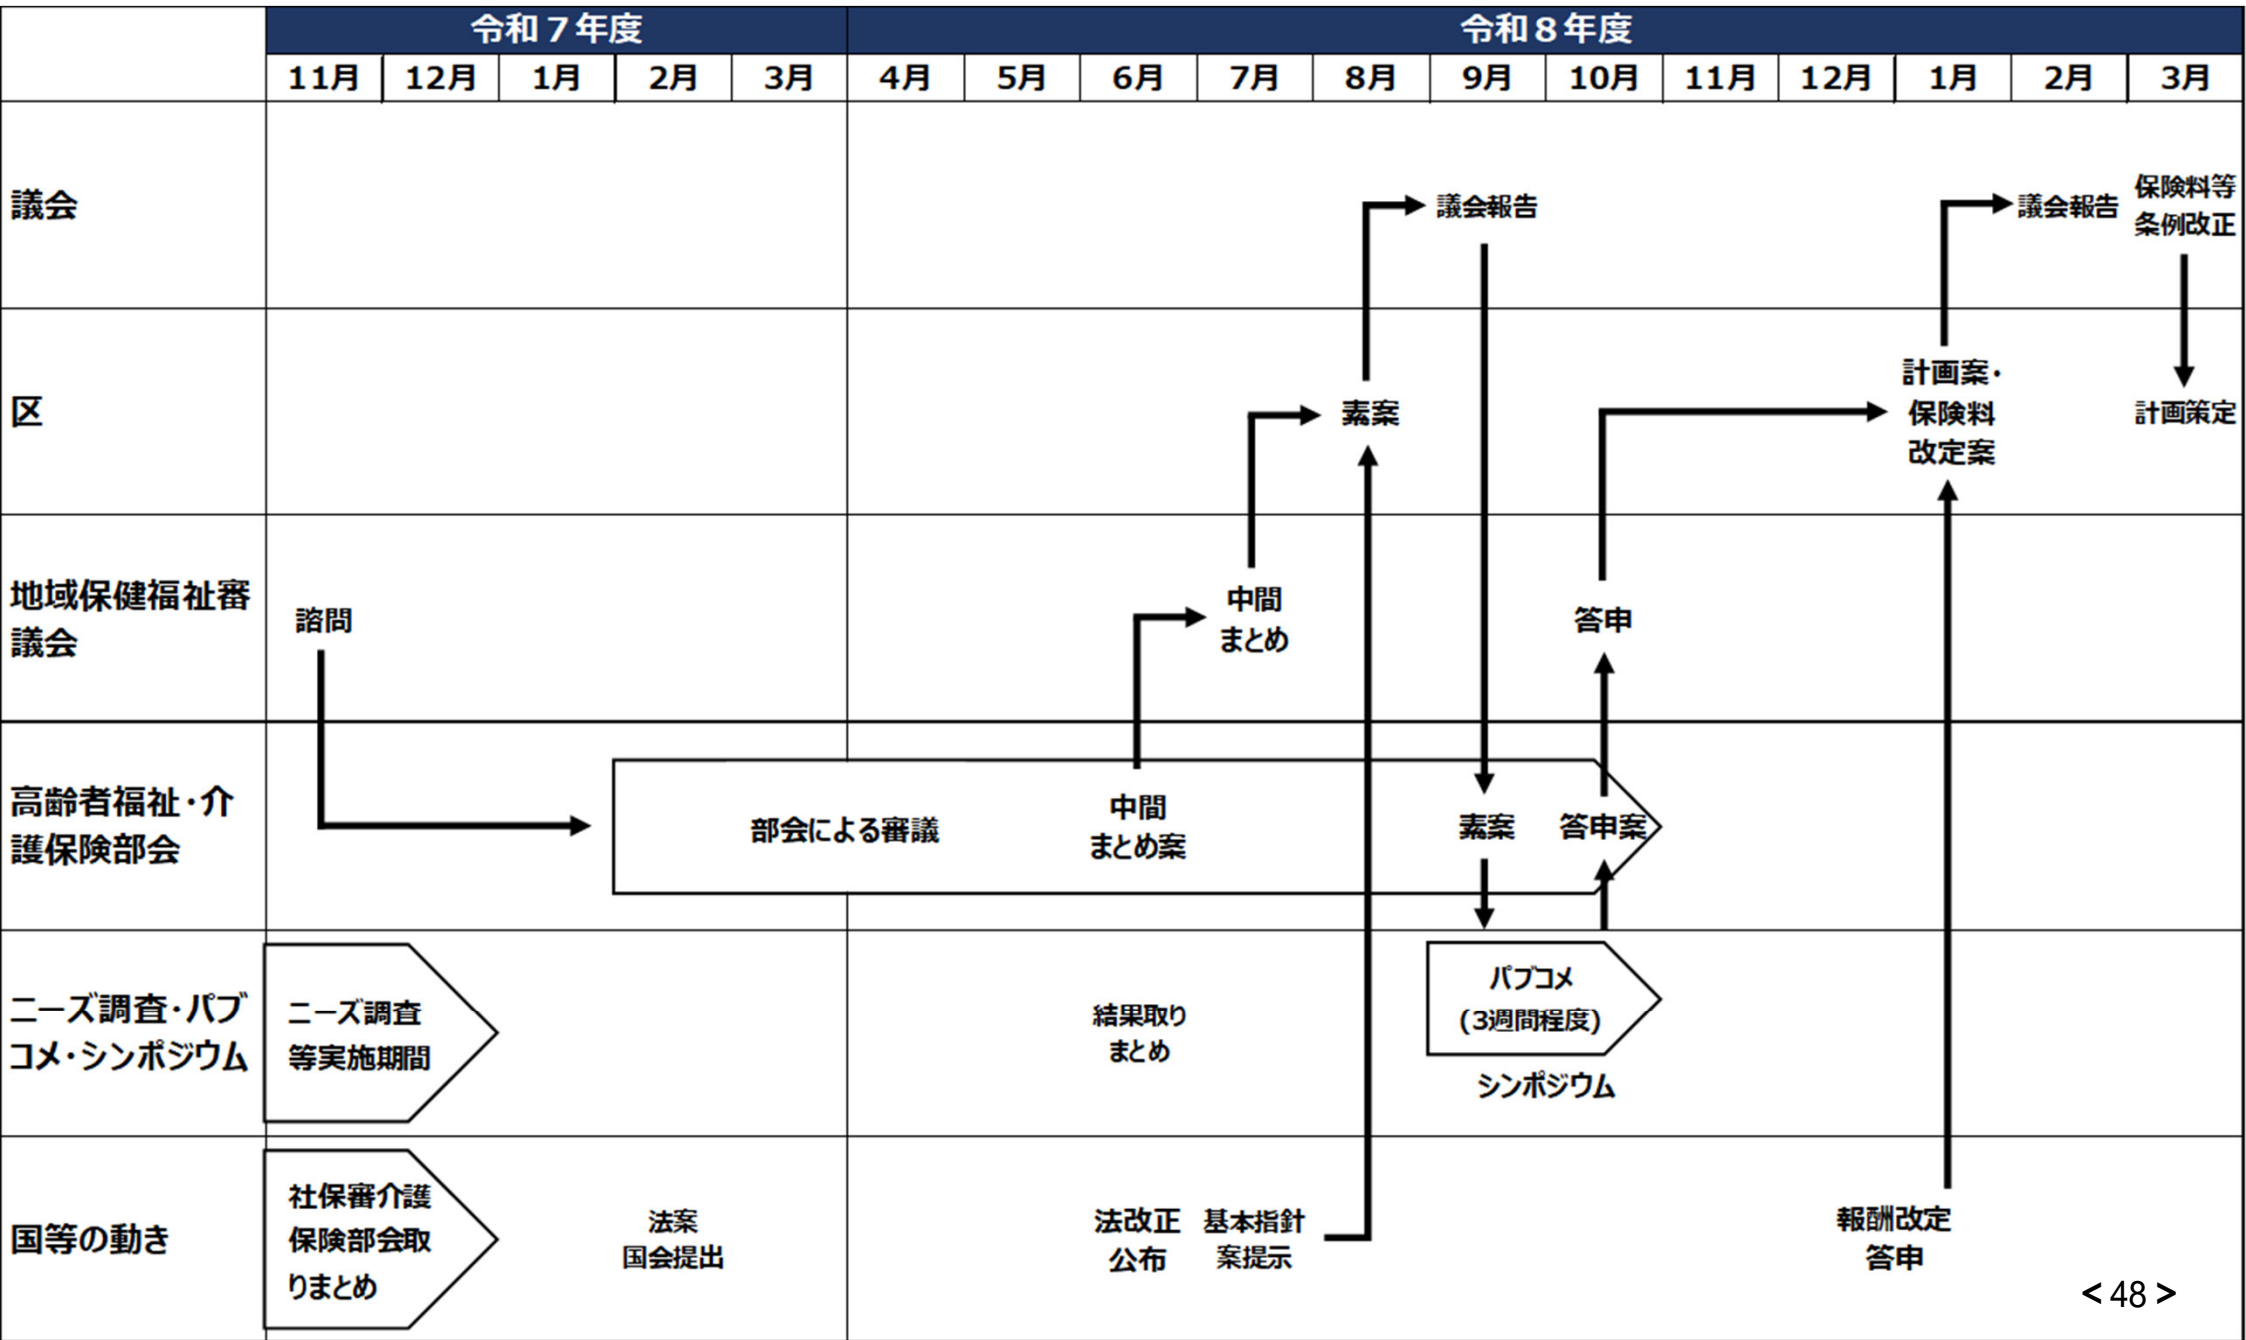 令和７年度
令和８年度
11月 12月 1月 2月 3月 4月 5月 6月 7月 8月 9月 10月 11月 12月 1月 2月 3月
議会
議会報告
議会報告
保険料等
条例改正
区
素案
計画案・
保険料
改定案
計画策定
地域保健福祉審
議会
諮問
中間
まとめ
答申
高齢者福祉・介
護保険部会
部会による審議
中間
まとめ案
素案
答申案
ニーズ調査・パブ
コメ・シンポジウム
ニーズ調査
等実施期間
結果取り
まとめ
パブコメ
(3週間程度)
シンポジウム
国等の動き
社保審介護
保険部会取
りまとめ
法案
国会提出
法改正
公布
基本指針
案提示
報酬改定
答申
< 48 >